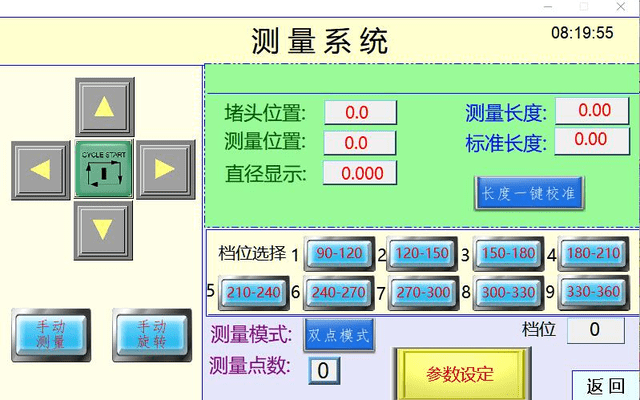 测量系统
08:19:55
堵头位置: 0.0
测量长度: 0.00
测量位置: 0.0
标准长度: 0.00
直径显示: 0.000
长度一键校准
CYCLE START
档位选择 1 90-120 2 120-150 3 150-180 4 180-210
5 210-240 6 240-270 7 270-300 8 300-330 9 330-360
手动
测量
手动
旋转
测量模式: 双点模式
档位 0
测量点数: 0
参数设定
返回